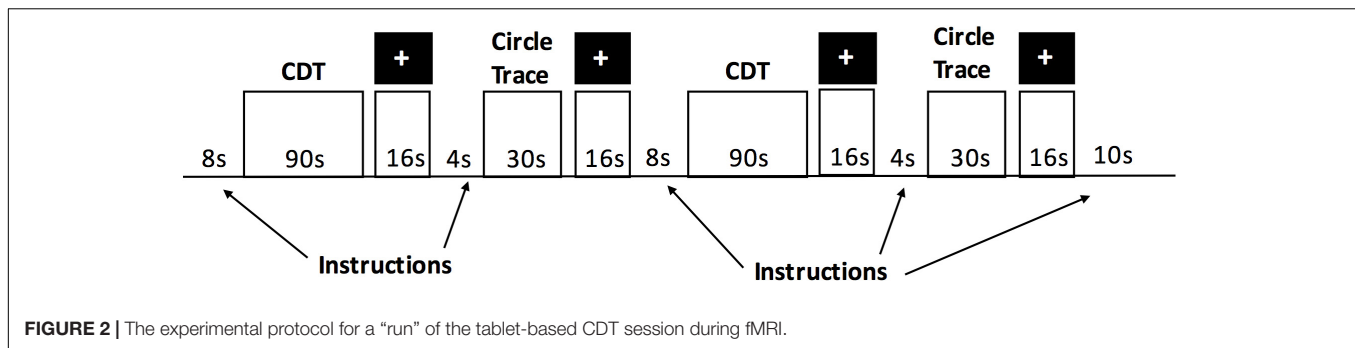 CDT
+
Circle
Trace
+
CDT
+
Circle
Trace
+
8s 90s 16s 4s 30s 16s 8s 90s 16s 4s 30s 16s 10s
Instructions
Instructions
FIGURE 2 | The experimental protocol for a “run” of the tablet-based CDT session during fMRI.